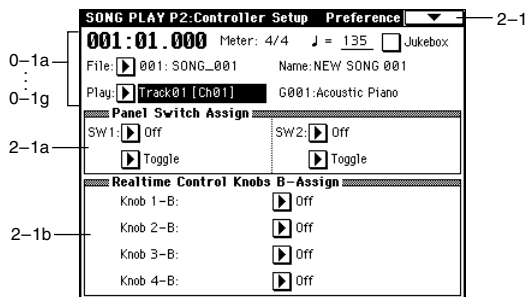 SONG PLAY P2:Controller Setup Preference
2–1
001:01.000 Meter: 4/4 ♩ = 135 Jukebox
0–1a
:
0–1g
File: 001: SONG_001 Name:NEW SONG 001
Play: Track01 [Ch01] G001:Acoustic Piano
Panel Switch Assign
2–1a
SW1: Off SW2: Off
Toggle Toggle
Realtime Control Knobs B-Assign
2–1b
Knob 1-B: Off
Knob 2-B: Off
Knob 3-B: Off
Knob 4-B: Off